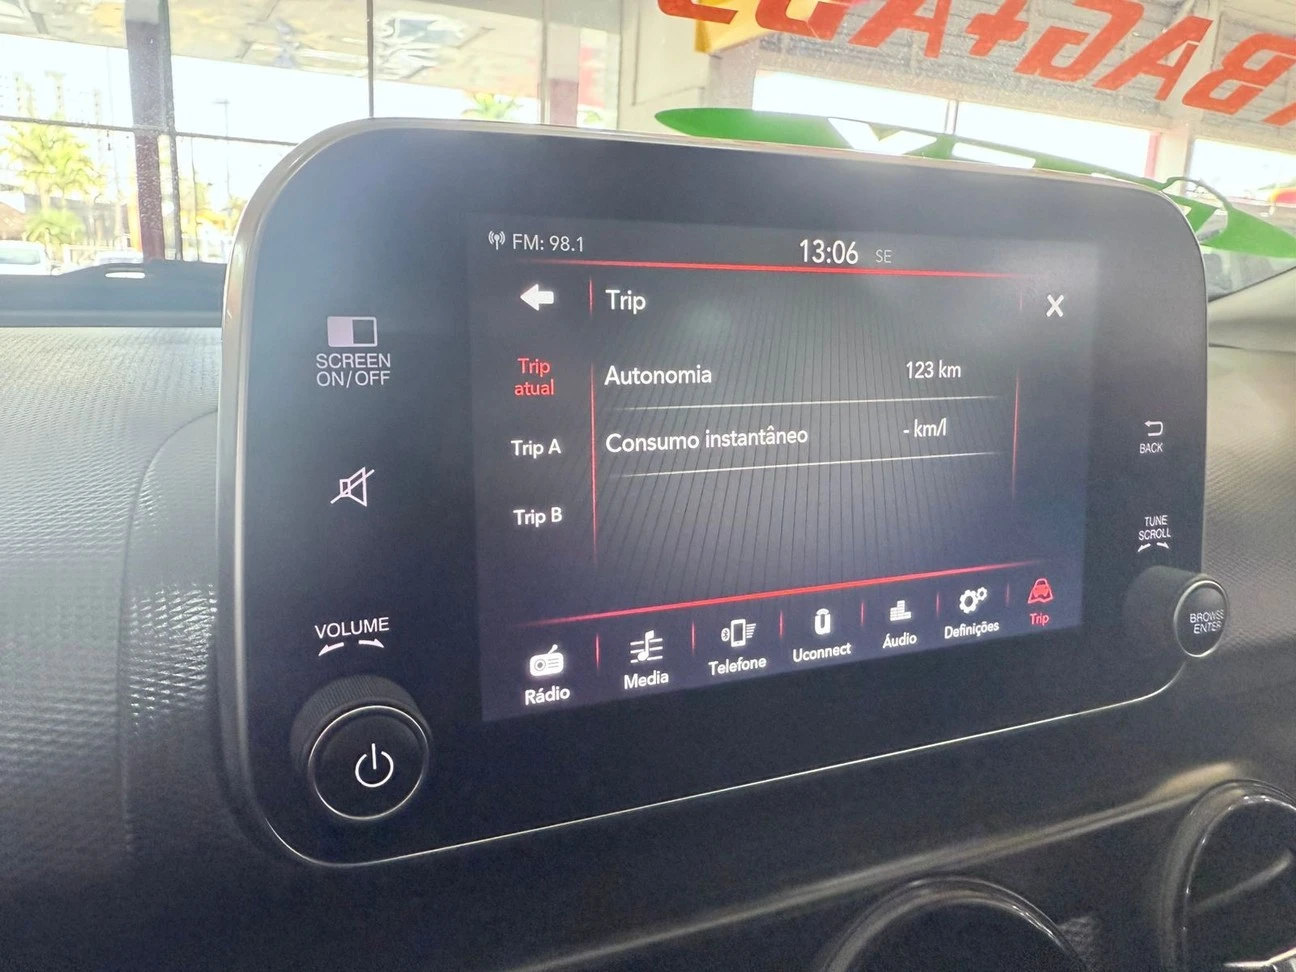 FM: 98.1
13:06 SE
Trip
X
SCREEN
ON/OFF
Trip
atual
Autonomia 123 km
Trip A
Consumo instantâneo - km/l
BACK
Trip B
TUNE
SCROLL
VOLUME
BROWSE
ENTER
Rádio
Media
Telefone
Uconnect
Áudio
Definições
Trip